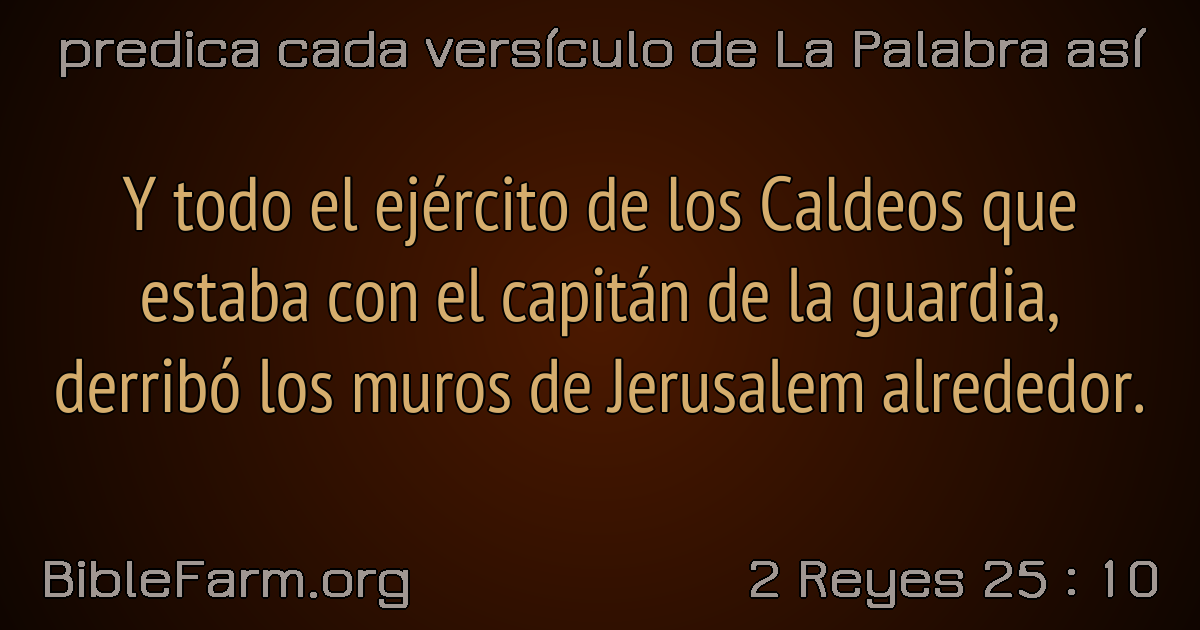 predica cada versículo de La Palabra así
Y todo el ejército de los Caldeos que
estaba con el capitán de la guardia,
derribó los muros de Jerusalem alrededor.
BibleFarm.org
2 Reyes 25 : 10